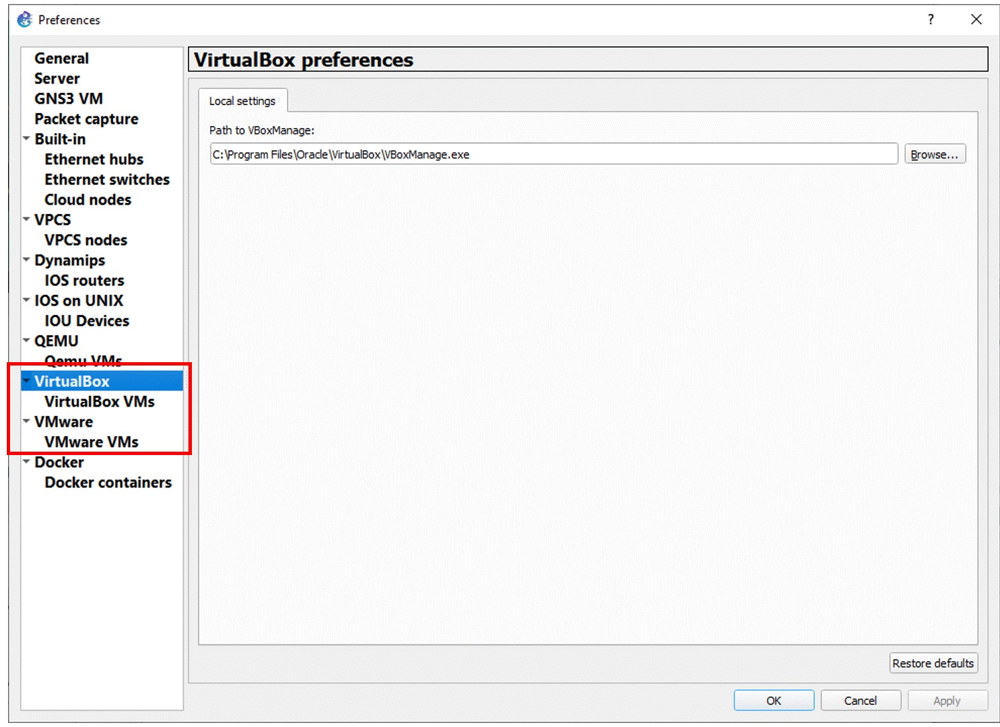 Preferences
?
General
Server
GNS3 VM
Packet capture
Built-in
Ethernet hubs
Ethernet switches
Cloud nodes
VPCS
VPCS nodes
Dynamips
IOS routers
IOS on UNIX
IOU Devices
QEMU
Qemu VMs
VirtualBox
VirtualBox VMs
VMware
VMware VMs
Docker
Docker containers
VirtualBox preferences
Local settings
Path to VBoxManage:
C:\Program Files\Oracle\VirtualBox\VBoxManage.exe
Browse...
Restore defaults
OK
Cancel
Apply